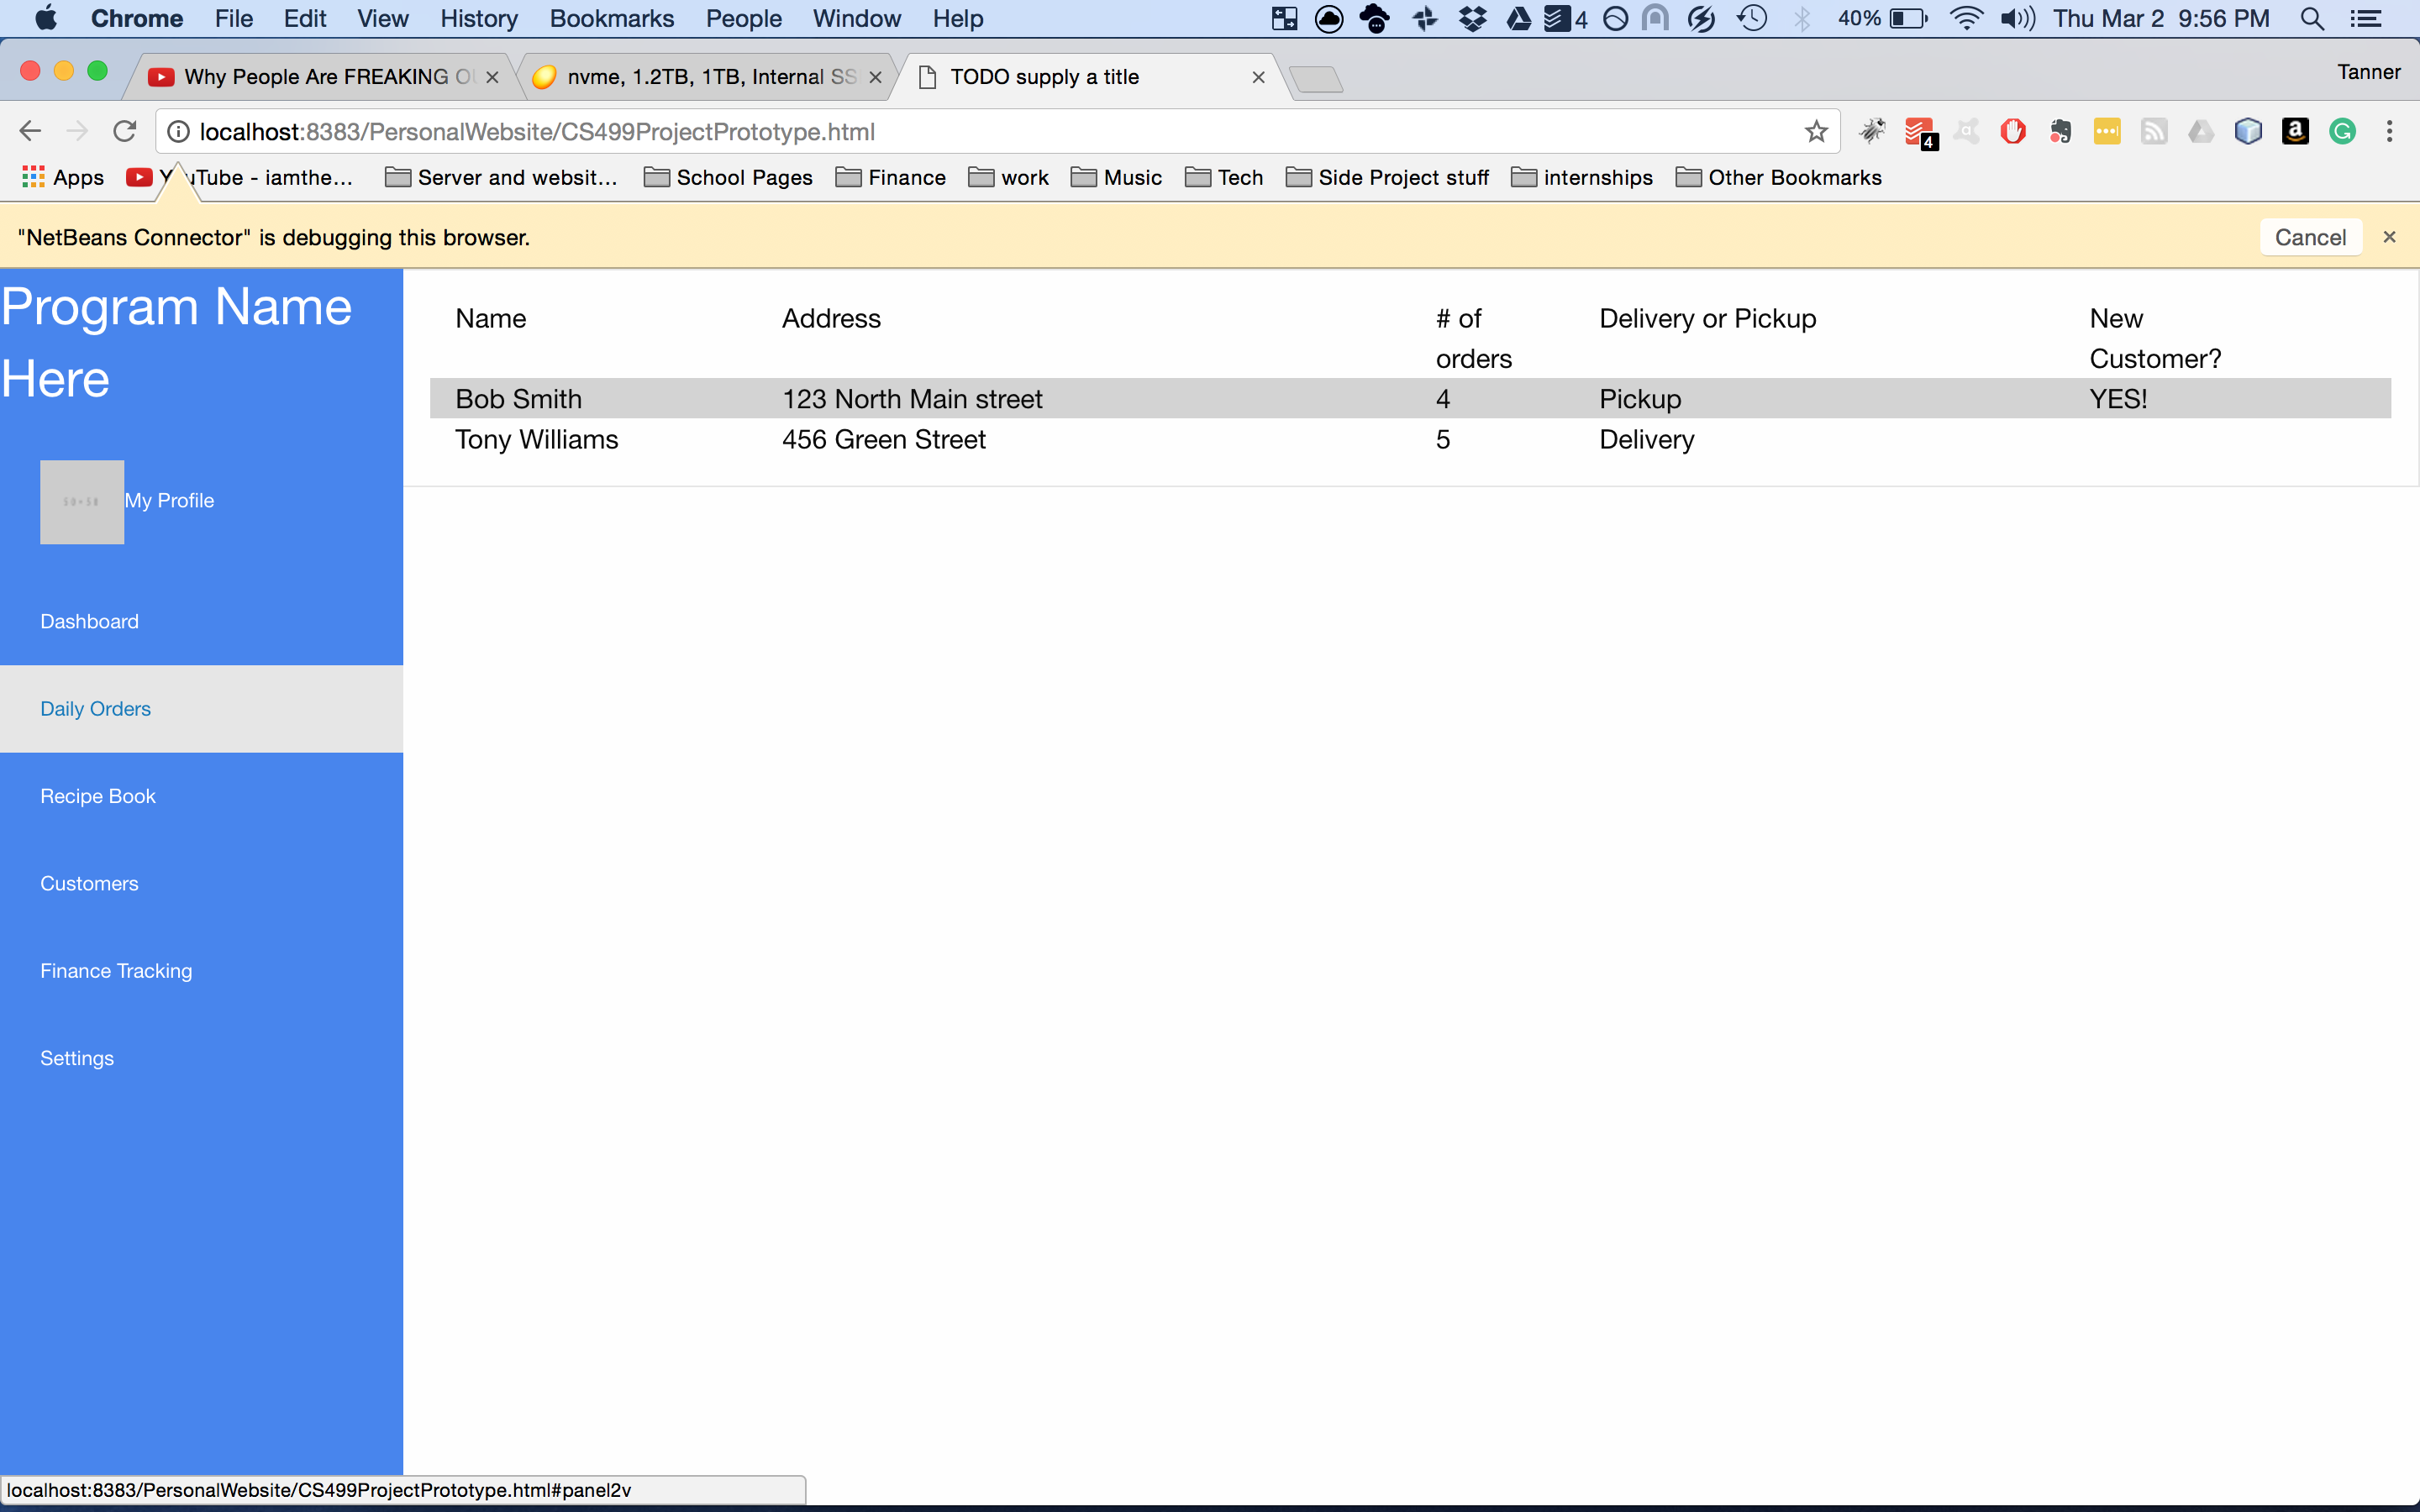 Chrome File Edit View History Bookmarks People Window Help 4 40% Thu Mar 2 9:56 PM
Why People Are FREAKING O nvme, 1.2TB, 1TB, Internal SS TODO supply a title Tanner
localhost:8383/PersonalWebsite/CS499ProjectPrototype.html 4
Apps YouTube - iamthe... Server and websit... School Pages Finance work Music Tech Side Project stuff internships Other Bookmarks
"NetBeans Connector" is debugging this browser. Cancel
Program Name
Here
50×50 My Profile
Dashboard
Daily Orders
Recipe Book
Customers
Finance Tracking
Settings
Name Address # of orders Delivery or Pickup New Customer?
Bob Smith 123 North Main street 4 Pickup YES!
Tony Williams 456 Green Street 5 Delivery
localhost:8383/PersonalWebsite/CS499ProjectPrototype.html#panel2v